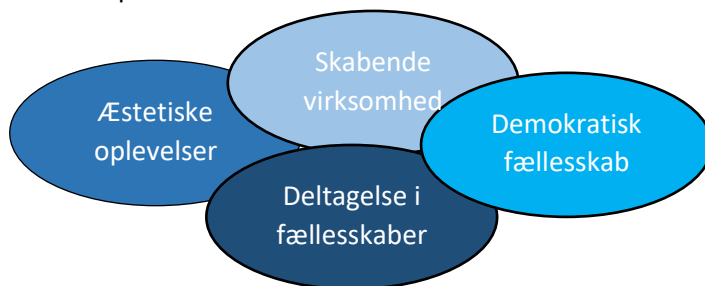 Skabende
virksomhed
Æstetiske
oplevelser
Demokratisk
fællesskab
Deltagelse i
fællesskaber